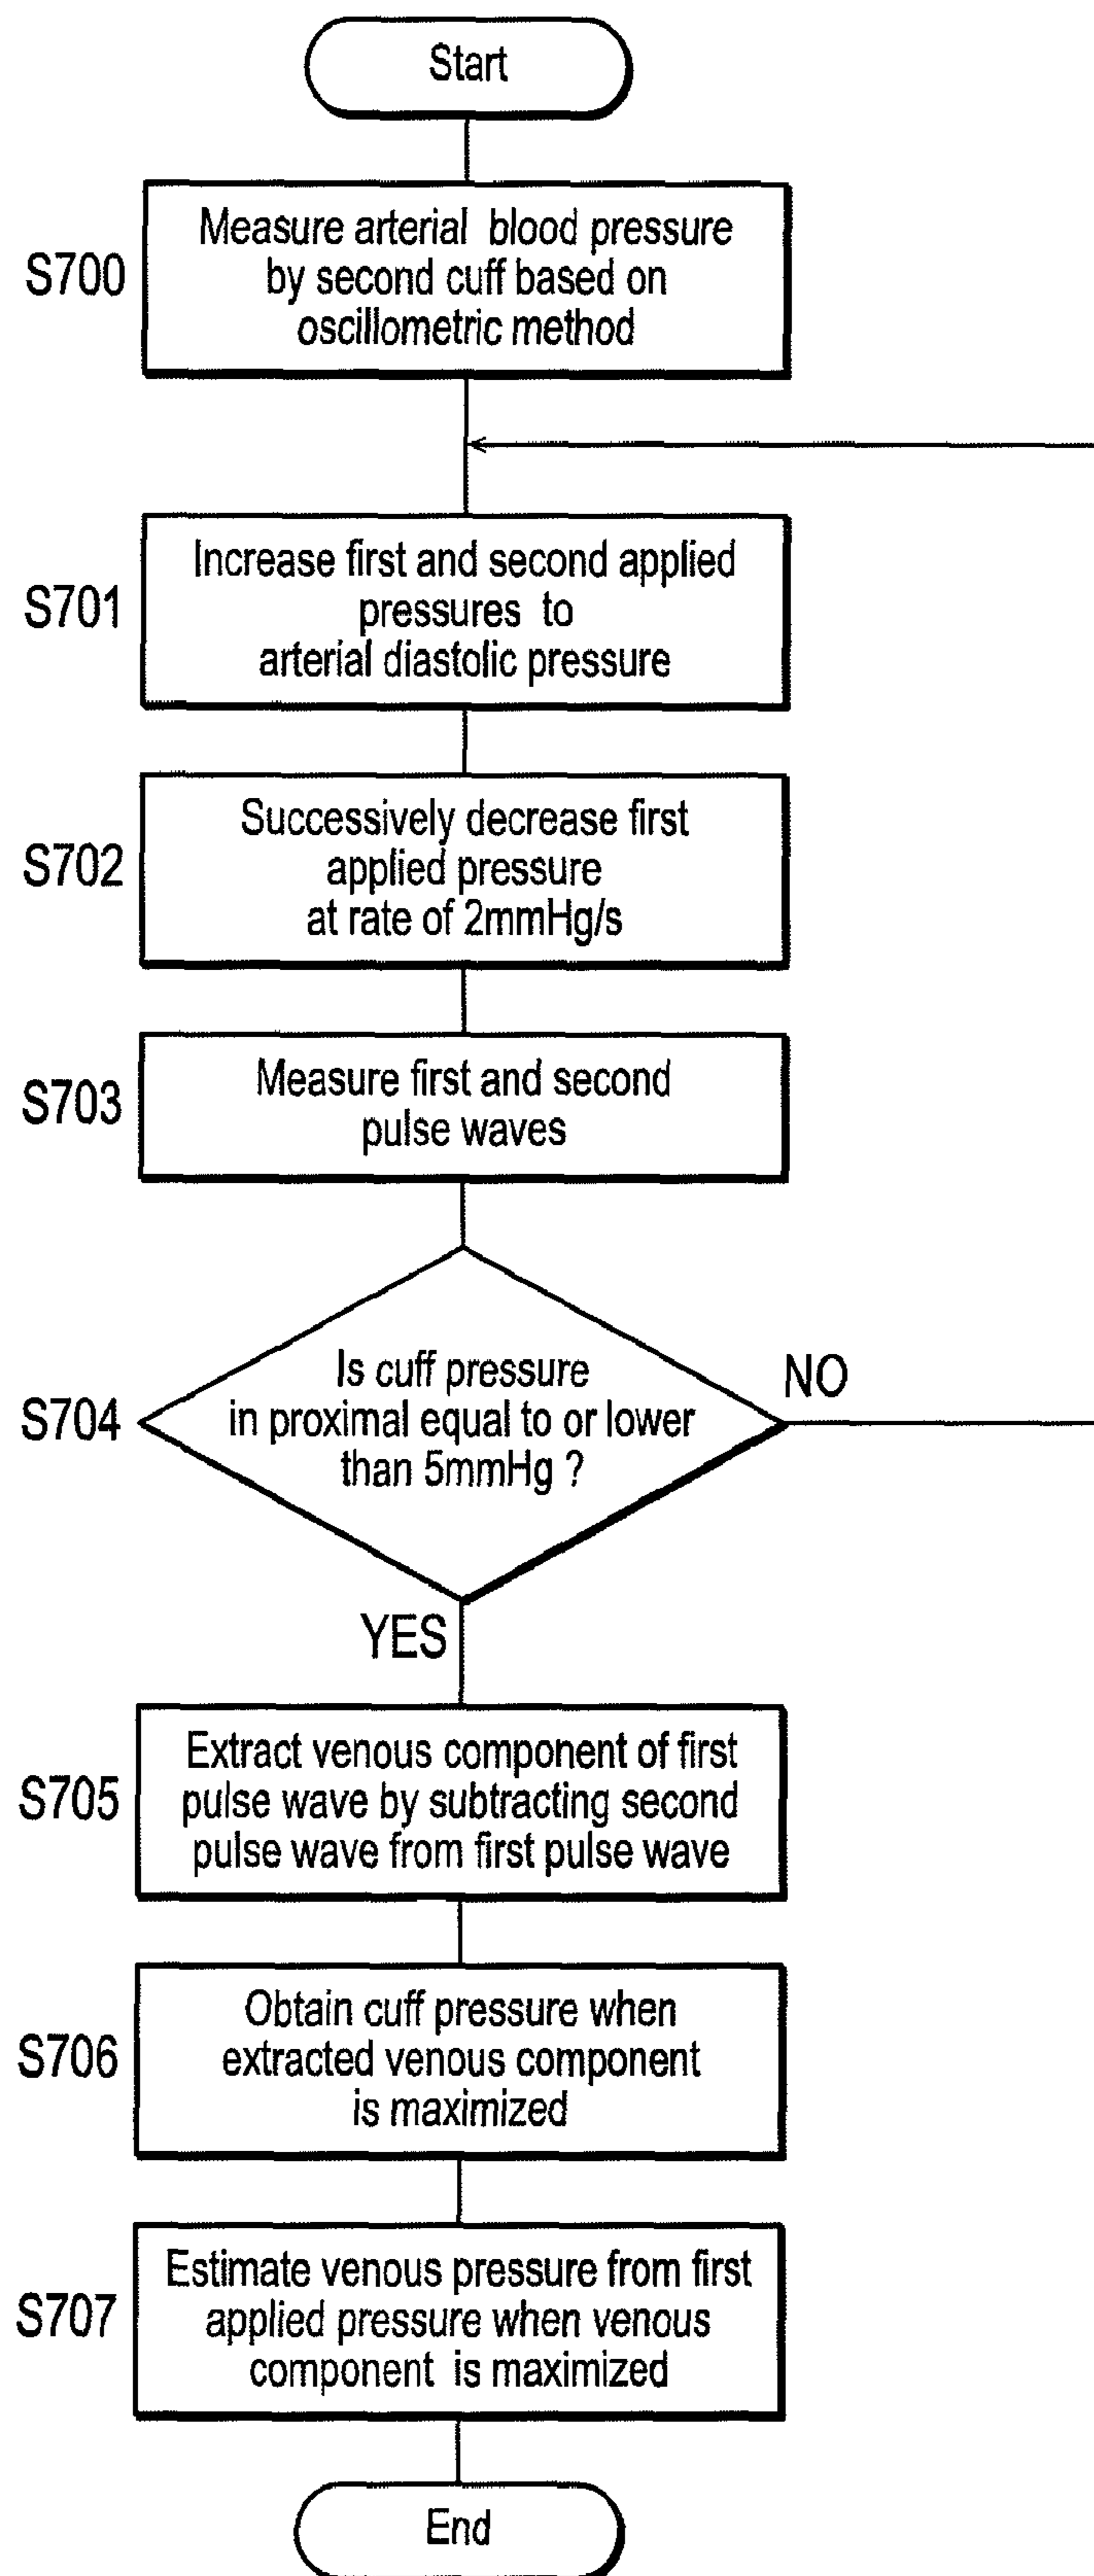 Start
S700
Measure arterial blood pressure
by second cuff based on
oscillometric method
S701
Increase first and second applied
pressures to
arterial diastolic pressure
S702
Successively decrease first
applied pressure
at rate of 2mmHg/s
S703
Measure first and second
pulse waves
S704
Is cuff pressure
in proximal equal to or lower
than 5mmHg ?
NO
YES
S705
Extract venous component of first
pulse wave by subtracting second
pulse wave from first pulse wave
S706
Obtain cuff pressure when
extracted venous component
is maximized
S707
Estimate venous pressure from first
applied pressure when venous
component is maximized
End